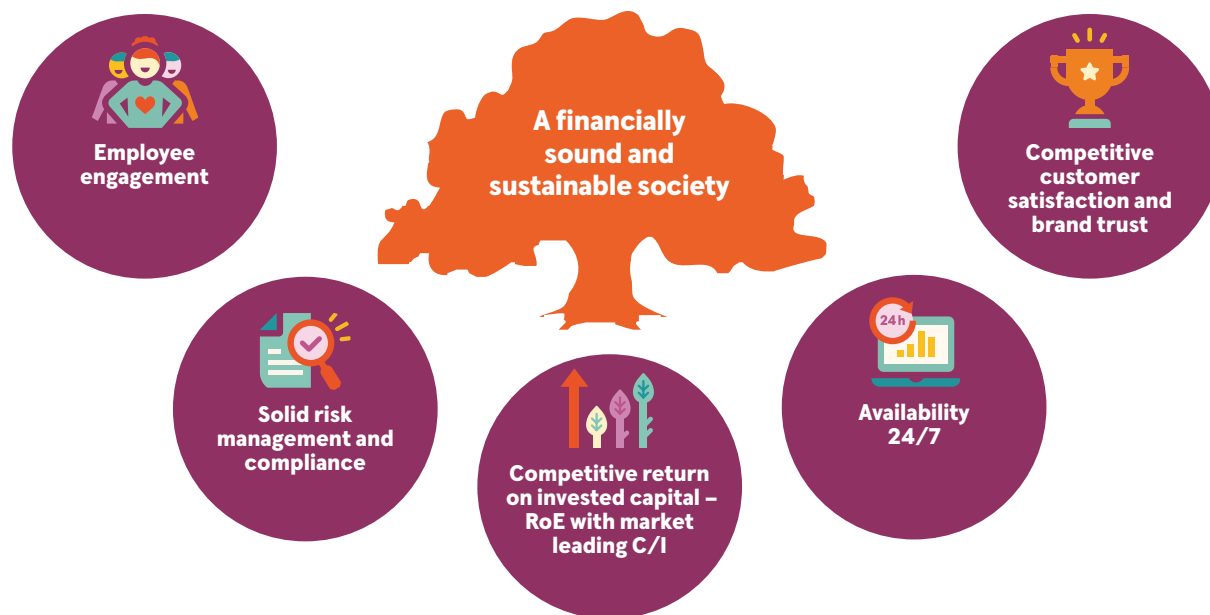 A financially
sound and
sustainable society
Employee
engagement
Competitive
customer
satisfaction and
brand trust
Solid risk
management and
compliance
24h
Availability
24/7
Competitive return
on invested capital –
RoE with market
leading C/I